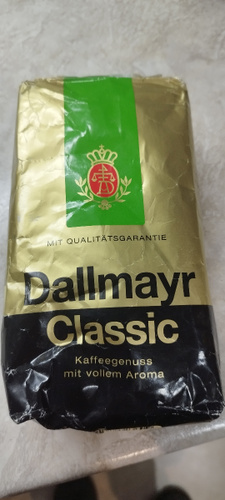 MIT QUALITÄTSGARANTIE
Dallmayr
Classic
Kaffeegenuss
mit vollem Aroma